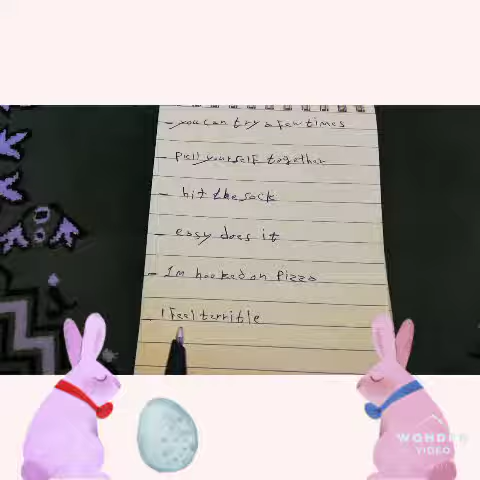 - you can try a few times
- pull yourself together
- hit the sack
- easy does it
- Im hooked on pizza
- I feel terrible
WONDER
VIDEO